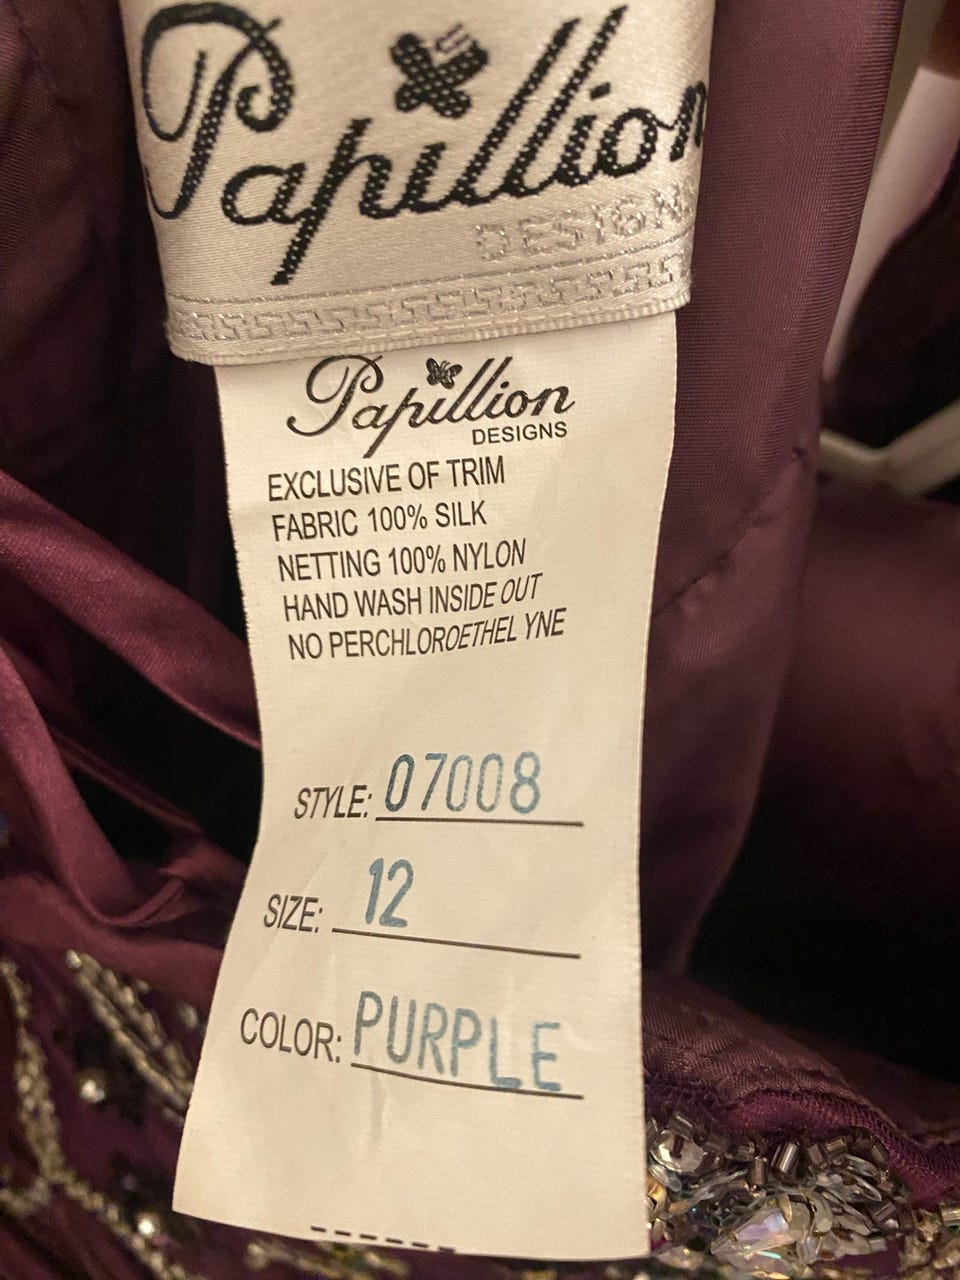 Papillion
DESIGNS
Papillion
DESIGNS
EXCLUSIVE OF TRIM
FABRIC 100% SILK
NETTING 100% NYLON
HAND WASH INSIDE OUT
NO PERCHLOROETHEL YNE
STYLE: 07008
SIZE: 12
COLOR: PURPLE